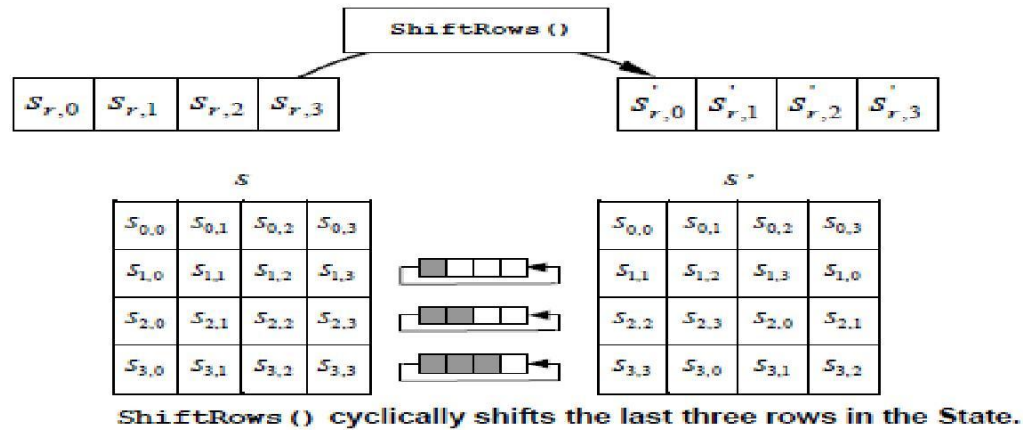 ShiftRows()
S_{r,0} S_{r,1} S_{r,2} S_{r,3} S'_{r,0} S'_{r,1} S'_{r,2} S'_{r,3}
S S'
S_{0,0} S_{0,1} S_{0,2} S_{0,3} S_{0,0} S_{0,1} S_{0,2} S_{0,3}
S_{1,0} S_{1,1} S_{1,2} S_{1,3} S_{1,1} S_{1,2} S_{1,3} S_{1,0}
S_{2,0} S_{2,1} S_{2,2} S_{2,3} S_{2,2} S_{2,3} S_{2,0} S_{2,1}
S_{3,0} S_{3,1} S_{3,2} S_{3,3} S_{3,3} S_{3,0} S_{3,1} S_{3,2}
ShiftRows() cyclically shifts the last three rows in the State.